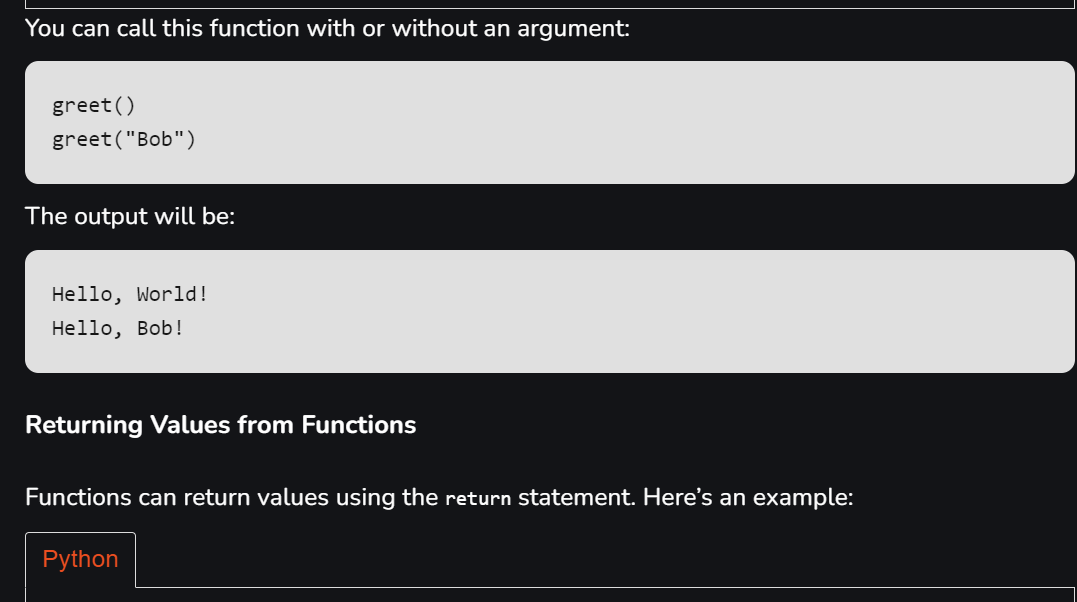 You can call this function with or without an argument:
greet()
greet("Bob")
The output will be:
Hello, World!
Hello, Bob!
Returning Values from Functions
Functions can return values using the return statement. Here’s an example:
Python